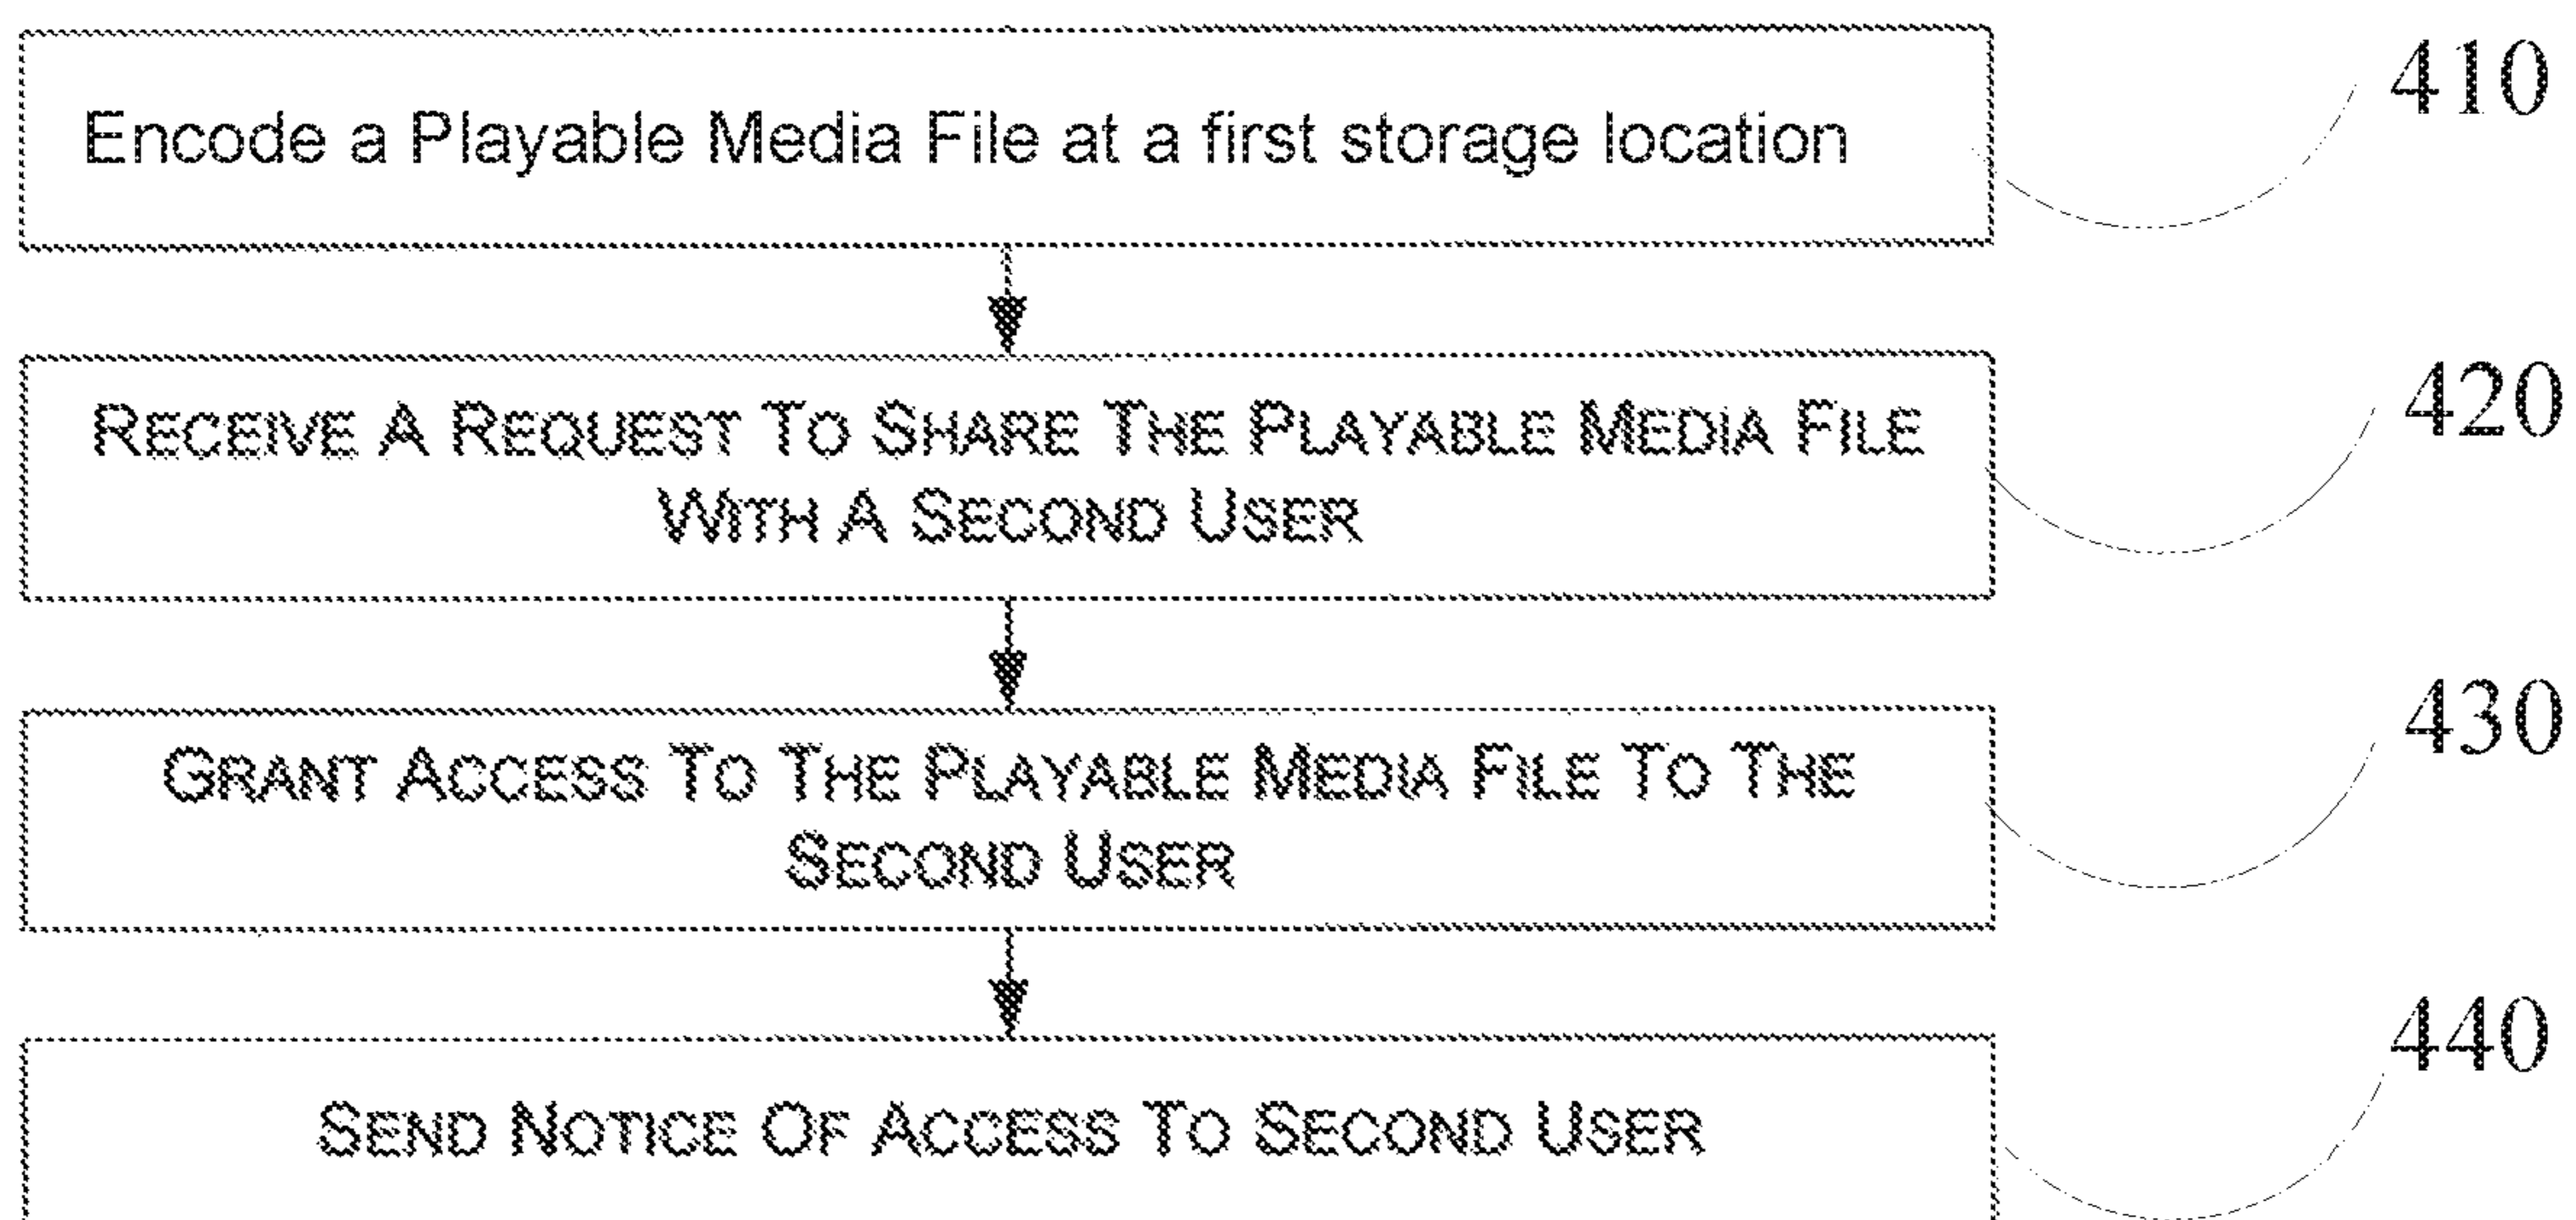 Encode a Playable Media File at a first storage location
410
RECEIVE A REQUEST TO SHARE THE PLAYABLE MEDIA FILE
WITH A SECOND USER
420
GRANT ACCESS TO THE PLAYABLE MEDIA FILE TO THE
SECOND USER
430
SEND NOTICE OF ACCESS TO SECOND USER
440